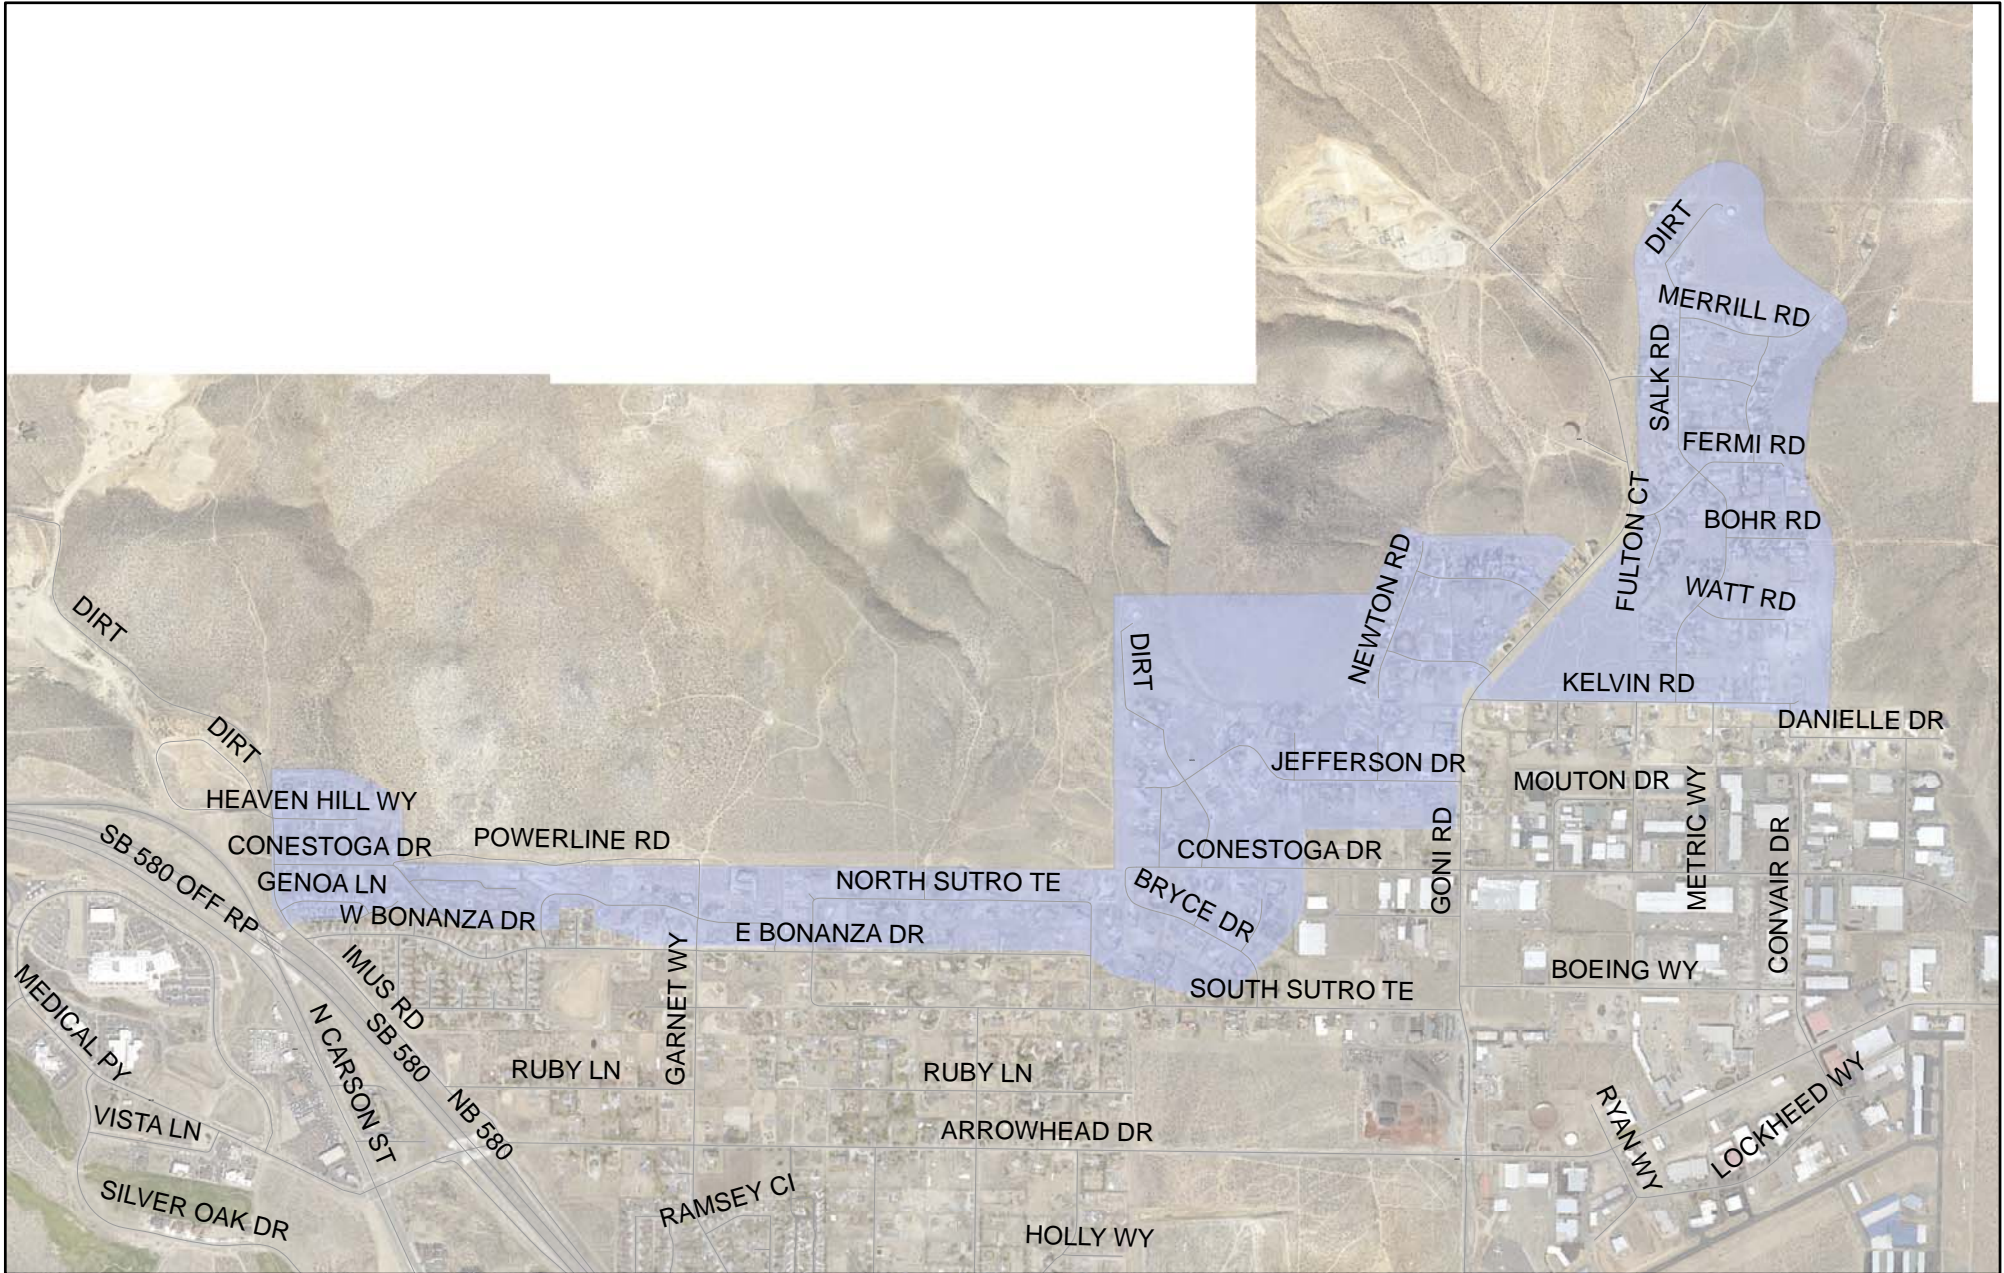 DIRT
MERRILL RD
SALK RD
FERMI RD
FULTON CT
BOHR RD
NEWTON RD
WATT RD
DIRT
DIRT
KELVIN RD
DANIELLE DR
DIRT
JEFFERSON DR
MOUTON DR
METRIC WY
HEAVEN HILL WY
CONESTOGA DR
POWERLINE RD
CONESTOGA DR
GONI RD
CONVAIR DR
SB 580 OFF RP
GENOA LN
NORTH SUTRO TE
BRYCE DR
W BONANZA DR
E BONANZA DR
IMUS RD
GARNET WY
BOEING WY
SOUTH SUTRO TE
MEDICAL PY
N CARSON ST
SB 580
RUBY LN
RUBY LN
NB 580
VISTA LN
ARROWHEAD DR
RYAN WY
LOCKHEED WY
SILVER OAK DR
RAMSEY CI
HOLLY WY